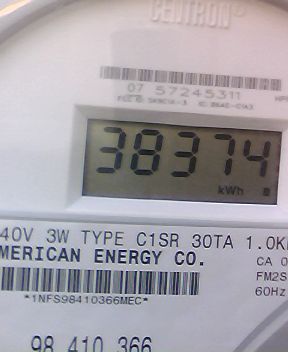 CENTRON®
07 57245311
38374
kWh
40V 3W TYPE C1SR 30TA 1.0K
MERICAN ENERGY CO.
CA 0
FM2S
60Hz
*1NFS98410366MEC*
98 410 366